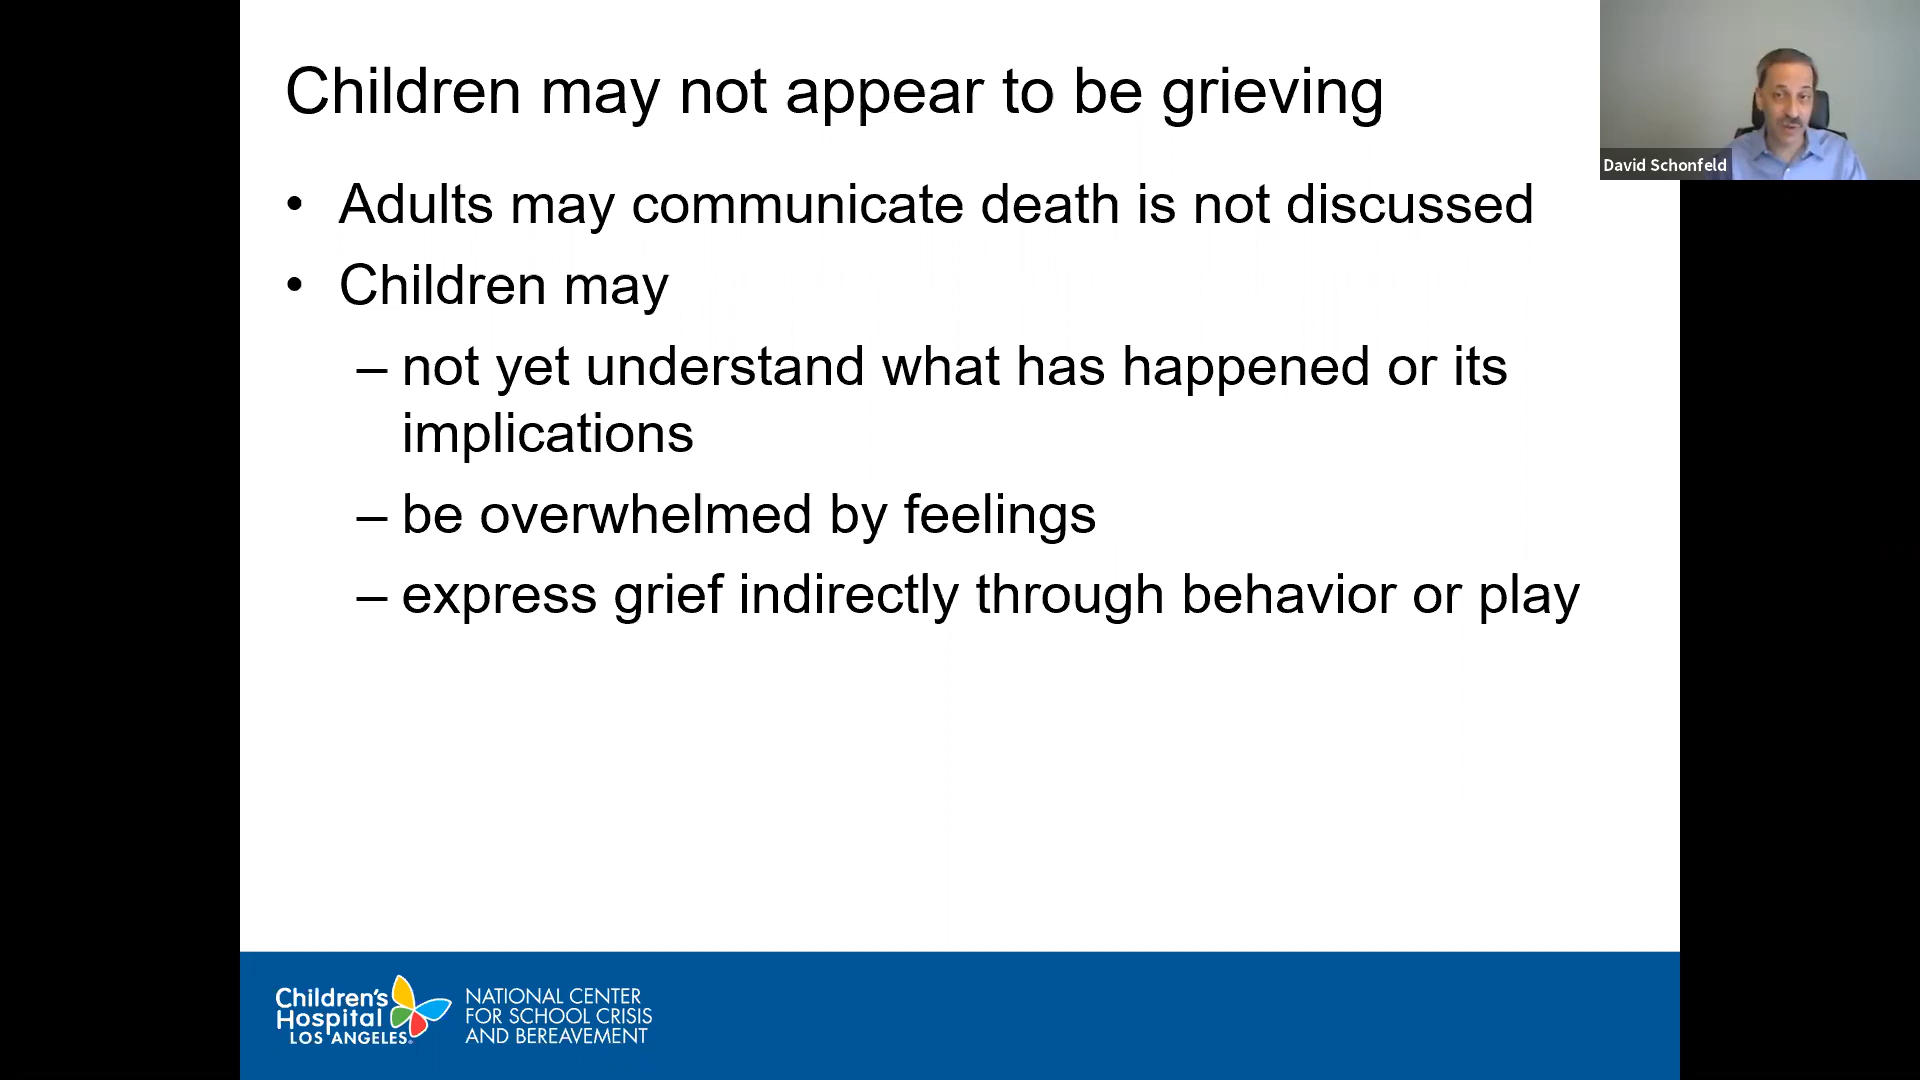 Children may not appear to be grieving
• Adults may communicate death is not discussed
• Children may
– not yet understand what has happened or its
implications
– be overwhelmed by feelings
– express grief indirectly through behavior or play
David Schonfeld
Children's
Hospital
LOS ANGELES®
NATIONAL CENTER
FOR SCHOOL CRISIS
AND BEREAVEMENT